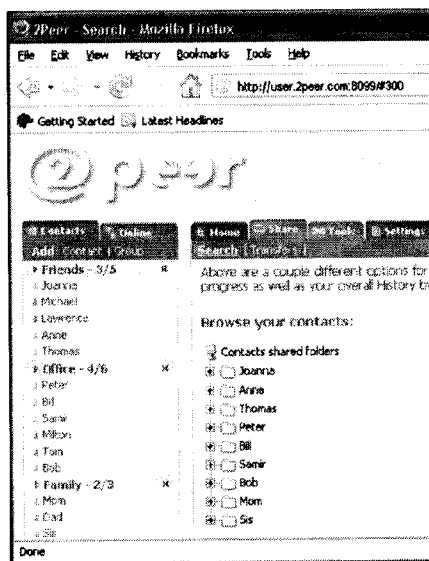 2Peer - Search - Mozilla Firefox
File Edit View History Bookmarks Tools Help
http://user.2peer.com:8099/#300
Getting Started Latest Headlines
2peer
Contacts Online
Home Share Tools Settings
Add Contact | Group
Search | Transfers |
Friends - 3/5 x
Joanna
Michael
Lawrence
Anne
Thomas
Office - 4/6 x
Peter
Bill
Samir
Milton
Tom
Bob
Family - 2/3 x
Mom
Dad
Sis
Above are a couple different options for
progress as well as your overall History by
Browse your contacts:
Contacts shared folders
Joanna
Anne
Thomas
Peter
Bill
Samir
Bob
Mom
Sis
Done